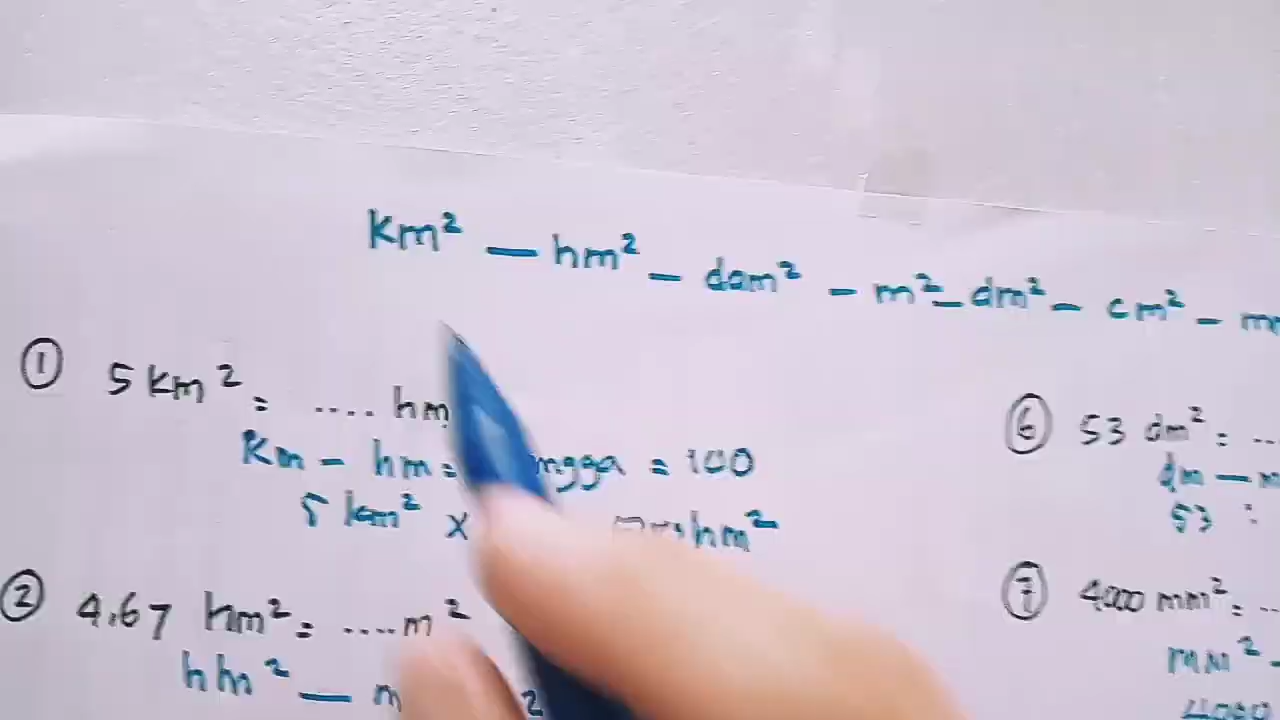 km² — hm² — dam² — m² — dm² — cm² —
① 5 km² = .... hm
km — hm = = 100
5 km² x hm²
② 4.67 hm² = .... m²
hm² — m 2
⑥ 53 dm² = ..
dm —
53 :
⑦ 4000 mm² = ..
mm² -
4000